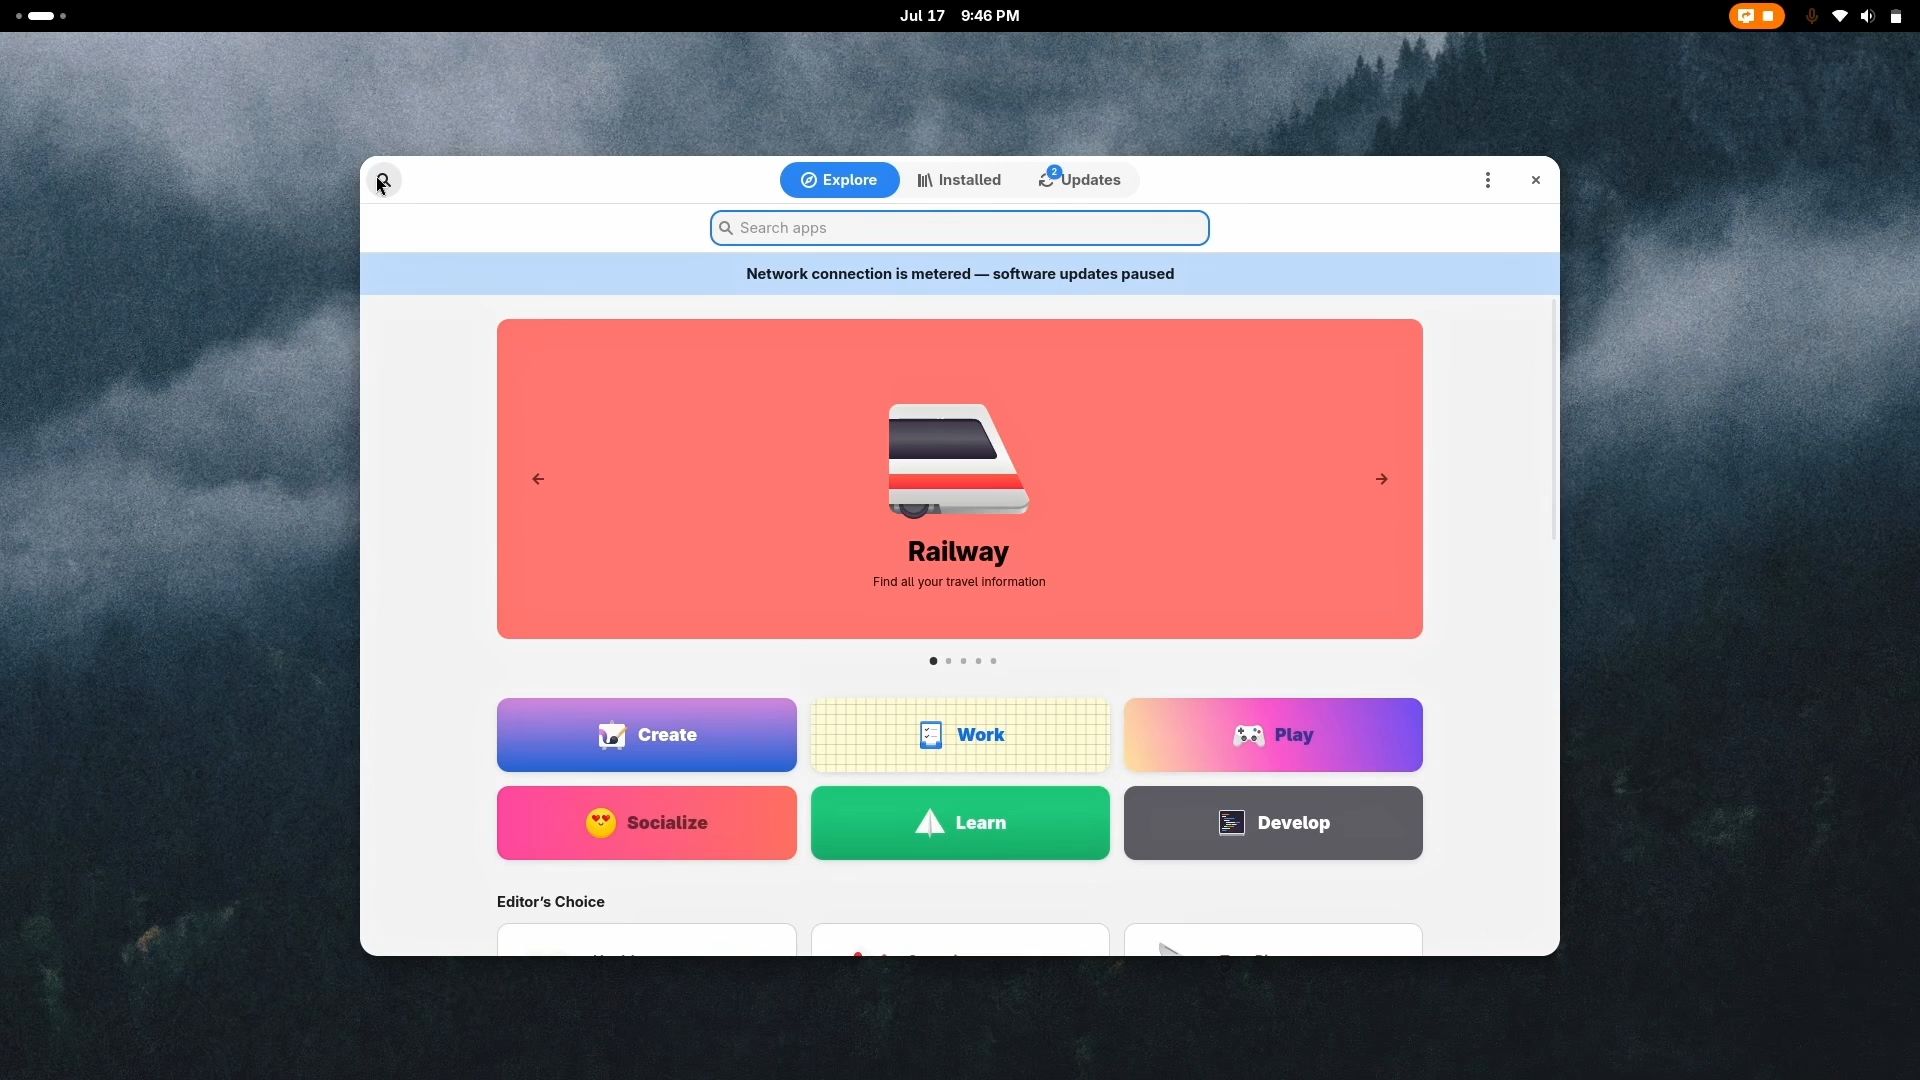 Jul 17 9:46 PM
Explore
Installed
2
Updates
Search apps
Network connection is metered — software updates paused
Railway
Find all your travel information
Create
Work
Play
Socialize
Learn
Develop
Editor's Choice